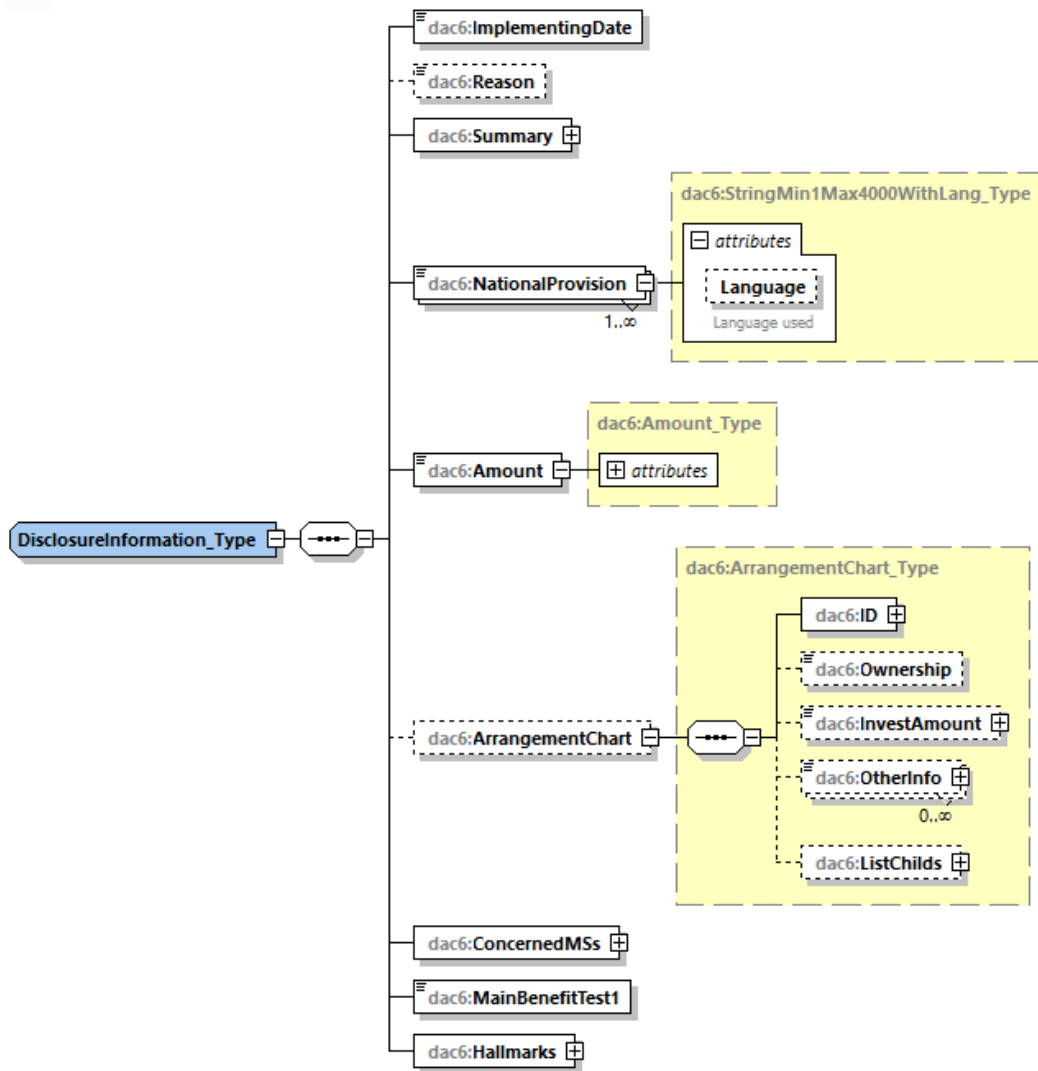 dac6:ImplementingDate
dac6:Reason
dac6:Summary
dac6:StringMin1Max4000WithLang_Type
attributes
dac6:NationalProvision
Language
1..∞
Language used
dac6:Amount_Type
dac6:Amount
attributes
DisclosureInformation_Type
dac6:ArrangementChart_Type
dac6:ID
dac6:Ownership
dac6:ArrangementChart
dac6:InvestAmount
dac6:OtherInfo
0..∞
dac6:ListChilds
dac6:ConcernedMSs
dac6:MainBenefitTest1
dac6:Hallmarks